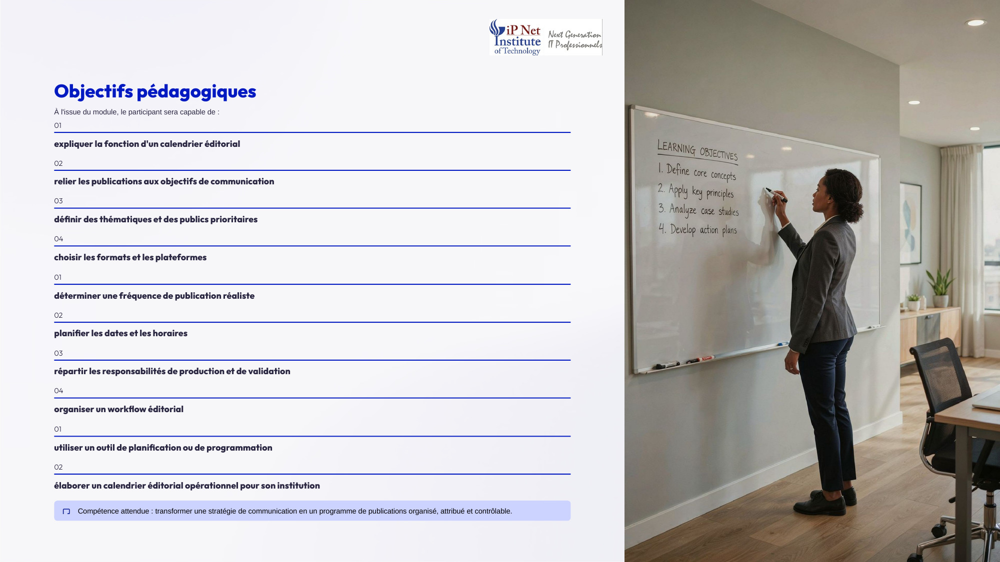 iP Net
Institute
of Technology
Next Generation
IT Professionnels
Objectifs pédagogiques
À l'issue du module, le participant sera capable de :
01
expliquer la fonction d'un calendrier éditorial
02
relier les publications aux objectifs de communication
03
définir des thématiques et des publics prioritaires
04
choisir les formats et les plateformes
01
déterminer une fréquence de publication réaliste
02
planifier les dates et les horaires
03
répartir les responsabilités de production et de validation
04
organiser un workflow éditorial
01
utiliser un outil de planification ou de programmation
02
élaborer un calendrier éditorial opérationnel pour son institution
Compétence attendue : transformer une stratégie de communication en un programme de publications organisé, attribué et contrôlable.
LEARNING OBJECTIVES
1. Define core concepts
2. Apply key principles
3. Analyze case studies
4. Develop action plans